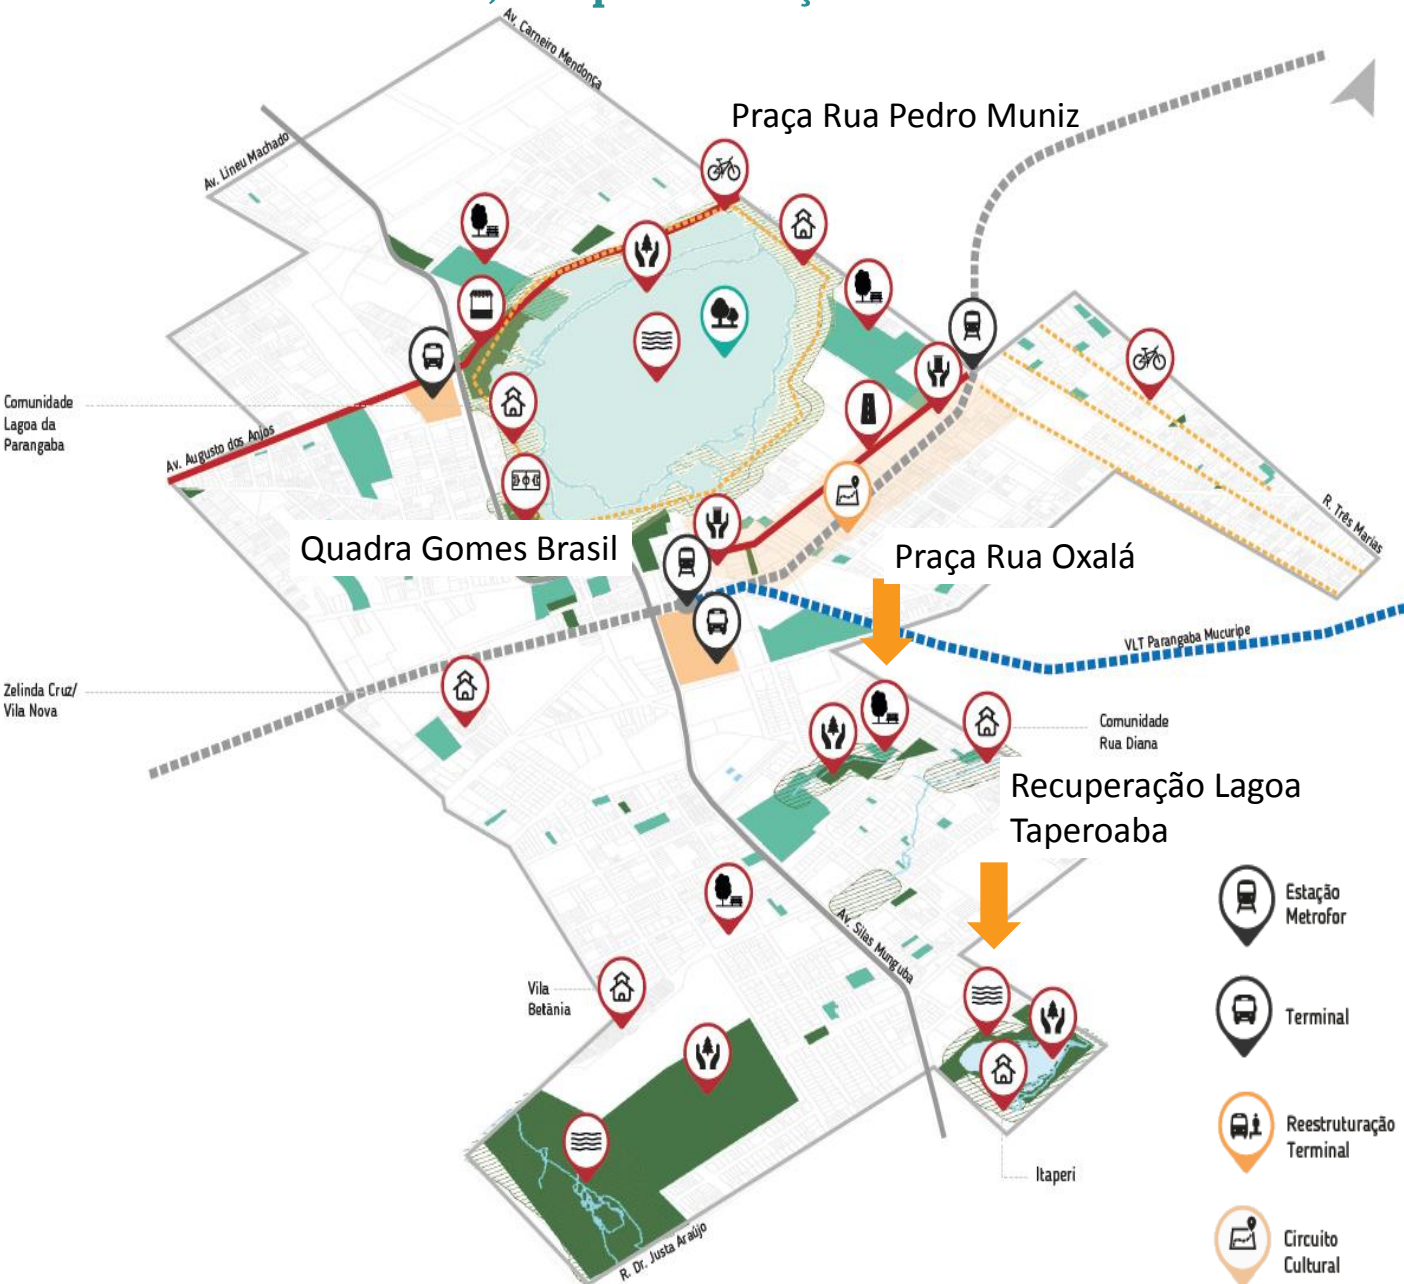 Av. Carneiro Mendonça
Praça Rua Pedro Muniz
Av. Lineu Machado
Comunidade
Lagoa da
Parangaba
Av. Augusto dos Anjos
R. Três Marias
Quadra Gomes Brasil
Praça Rua Oxalá
VLT Parangaba Mucuripe
Zelinda Cruz/
Vila Nova
Comunidade
Rua Diana
Recuperação Lagoa
Taperoaba
Estação
Metrofor
Av. Silas Munguba
Vila
Betânia
Terminal
Reestruturação
Terminal
Itaperi
R. Dr. Justa Araújo
Circuito
Cultural